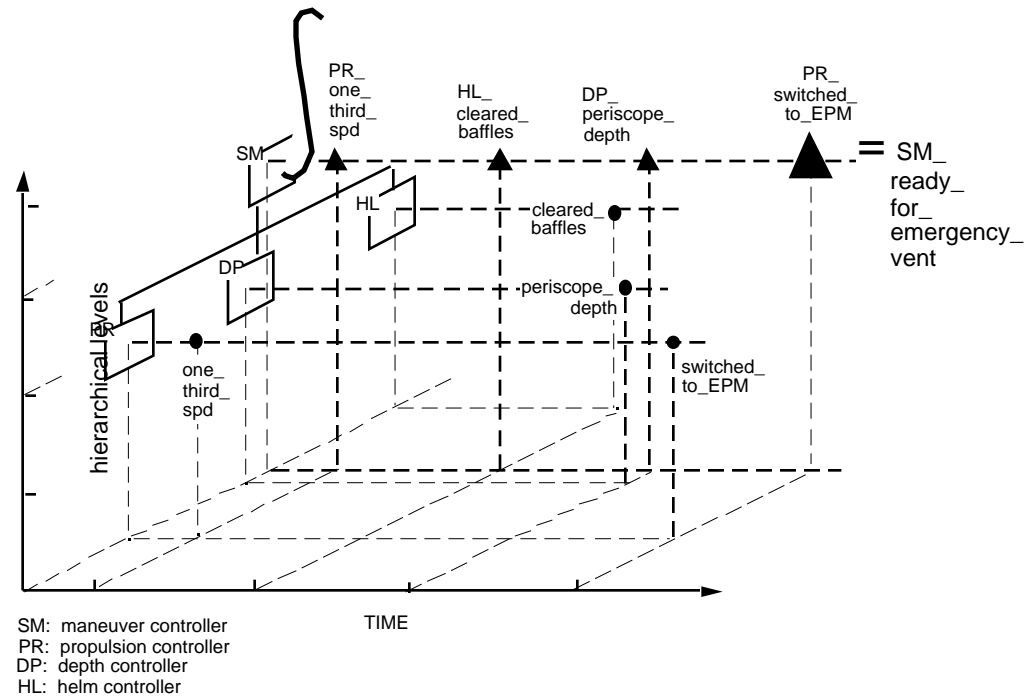 PR_
one_
third_
spd
HL_
cleared_
baffles
DP_
periscope_
depth
PR_
switched_
to_EPM
= SM_
ready_
for_
emergency_
vent
SM
HL
cleared_
baffles
DP
periscope_
depth
PR
one_
third_
spd
switched_
to_EPM
hierarchical levels
TIME
SM: maneuver controller
PR: propulsion controller
DP: depth controller
HL: helm controller